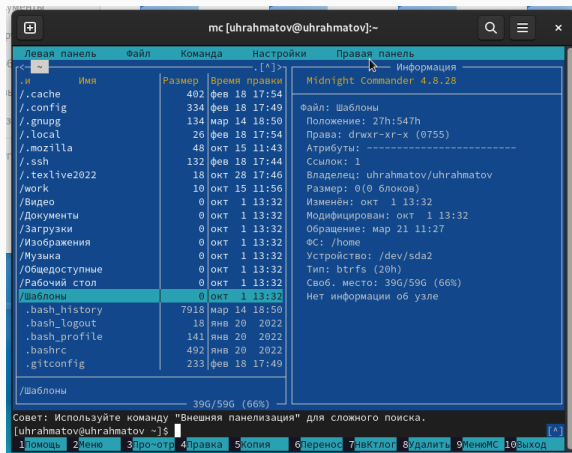 mc [uhrahmatov@uhrahmatov]:~
Левая панель Файл Команда Настройки Правая панель
<─ ~ .[^]>
.и Имя Размер Время правки
/.cache 402 фев 18 17:54
/.config 334 фев 18 17:49
/.gnupg 134 мар 14 18:50
/.local 26 фев 18 17:54
/.mozilla 48 окт 15 11:43
/.ssh 132 фев 18 17:44
/.texlive2022 18 окт 28 17:46
/work 10 окт 15 11:56
/Видео 0 окт 1 13:32
/Документы 0 окт 1 13:32
/Загрузки 0 окт 1 13:32
/Изображения 0 окт 1 13:32
/Музыка 0 окт 1 13:32
/Общедоступные 0 окт 1 13:32
/Рабочий стол 0 окт 1 13:32
/Шаблоны 0 окт 1 13:32
.bash_history 7918 мар 14 18:50
.bash_logout 18 янв 20 2022
.bash_profile 141 янв 20 2022
.bashrc 492 янв 20 2022
.gitconfig 233 фев 18 17:49
/Шаблоны
39G/59G (66%)
Информация
Midnight Commander 4.8.28
Файл: Шаблоны
Положение: 27h:547h
Права: drwxr-xr-x (0755)
Атрибуты: -------------------------
Ссылок: 1
Владелец: uhrahmatov/uhrahmatov
Размер: 0(0 блоков)
Изменён: окт 1 13:32
Модифицирован: окт 1 13:32
Обращение: мар 21 11:27
ФС: /home
Устройство: /dev/sda2
Тип: btrfs (20h)
Своб. место: 39G/59G (66%)
Нет информации об узле
Совет: Используйте команду "Внешняя панелизация" для сложного поиска.
[uhrahmatov@uhrahmatov ~]$ [^]
1Помощь 2Меню 3Про~отр 4Правка 5Копия 6Перенос 7НвКтлог 8Удалить 9МенюMC 10Выход